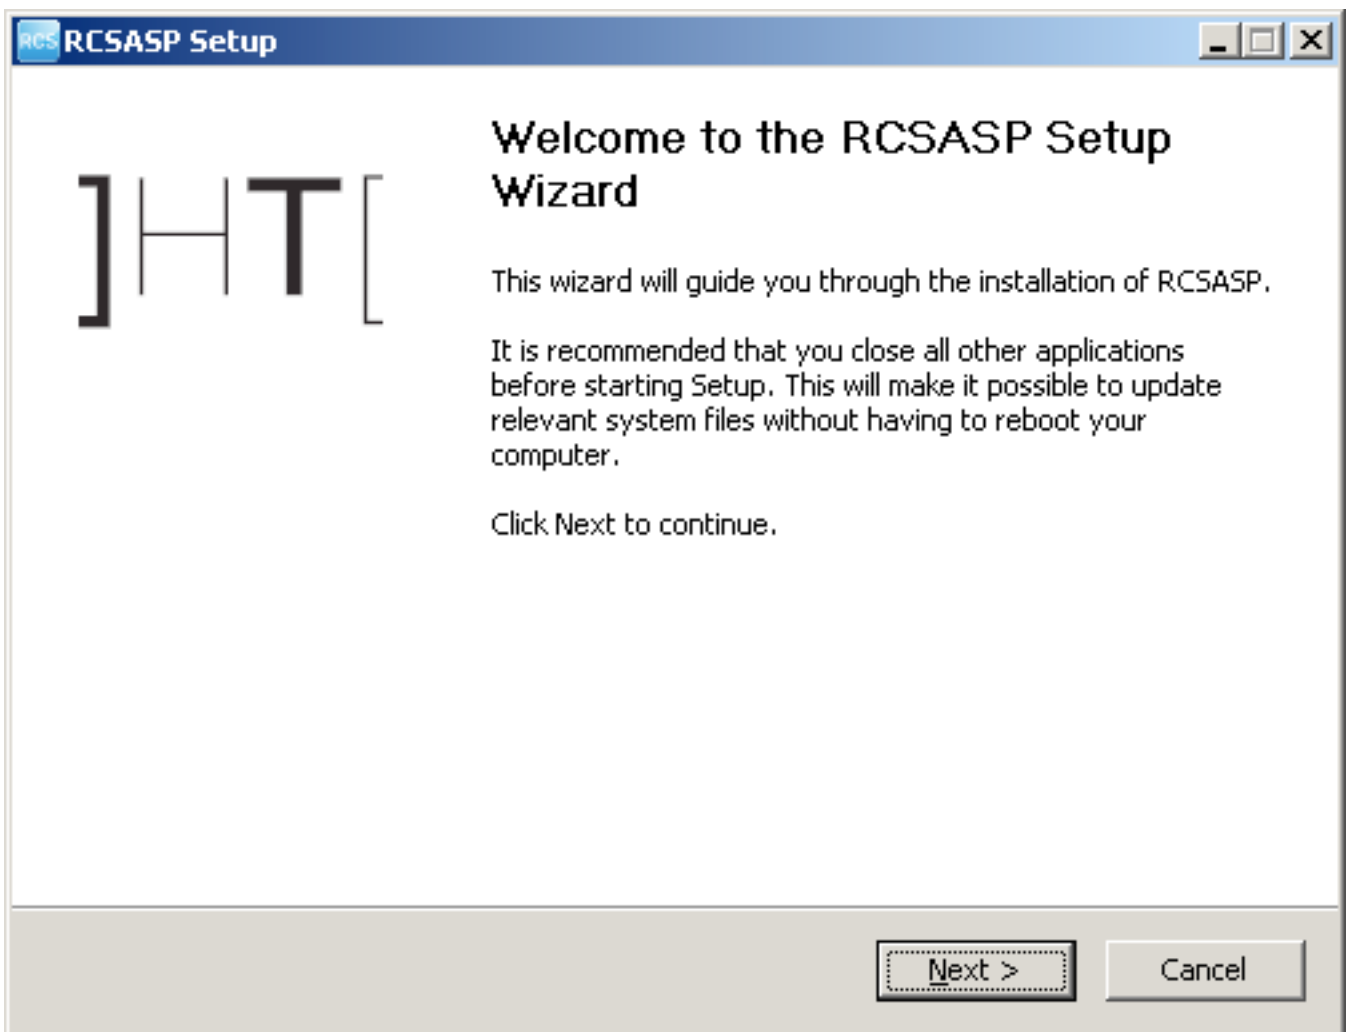 RCS RCSASP Setup
]HT[
Welcome to the RCSASP Setup
Wizard
This wizard will guide you through the installation of RCSASP.
It is recommended that you close all other applications
before starting Setup. This will make it possible to update
relevant system files without having to reboot your
computer.
Click Next to continue.
Next >
Cancel